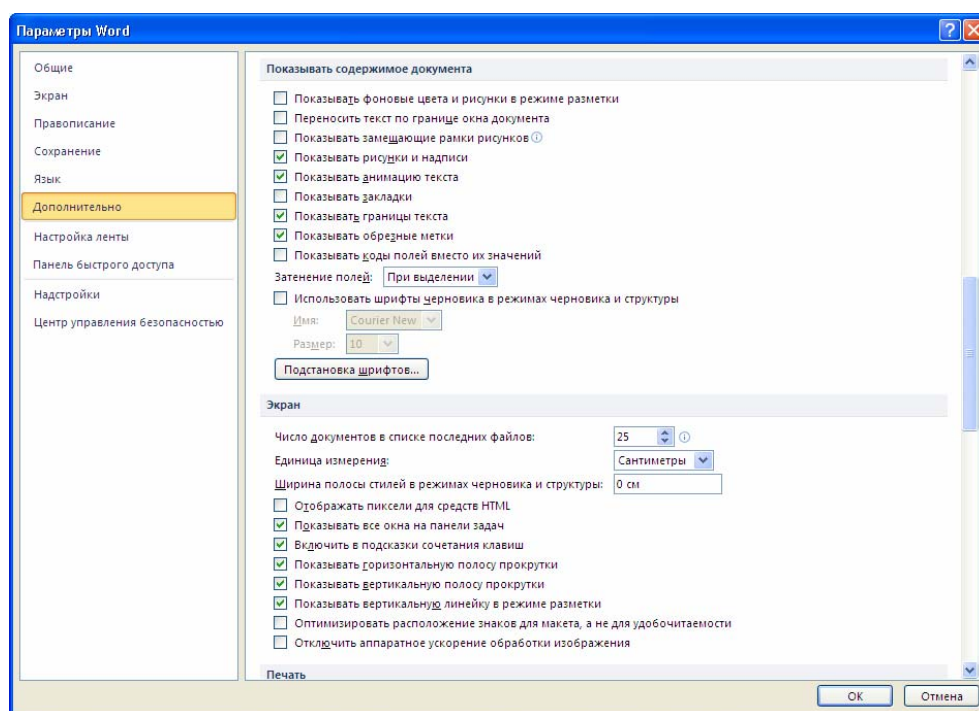 Параметры Word
Общие
Экран
Правописание
Сохранение
Язык
Дополнительно
Настройка ленты
Панель быстрого доступа
Надстройки
Центр управления безопасностью
Показывать содержимое документа
Показывать фоновые цвета и рисунки в режиме разметки
Переносить текст по границе окна документа
Показывать замещающие рамки рисунков
Показывать рисунки и надписи
Показывать анимацию текста
Показывать закладки
Показывать границы текста
Показывать обрезные метки
Показывать коды полей вместо их значений
Затенение полей: При выделении
Использовать шрифты черновика в режимах черновика и структуры
Имя: Courier New
Размер: 10
Подстановка шрифтов...
Экран
Число документов в списке последних файлов: 25
Единица измерения: Сантиметры
Ширина полосы стилей в режимах черновика и структуры: 0 см
Отображать пиксели для средств HTML
Показывать все окна на панели задач
Включить в подсказки сочетания клавиш
Показывать горизонтальную полосу прокрутки
Показывать вертикальную полосу прокрутки
Показывать вертикальную линейку в режиме разметки
Оптимизировать расположение знаков для макета, а не для удобочитаемости
Отключить аппаратное ускорение обработки изображения
Печать
ОК Отмена